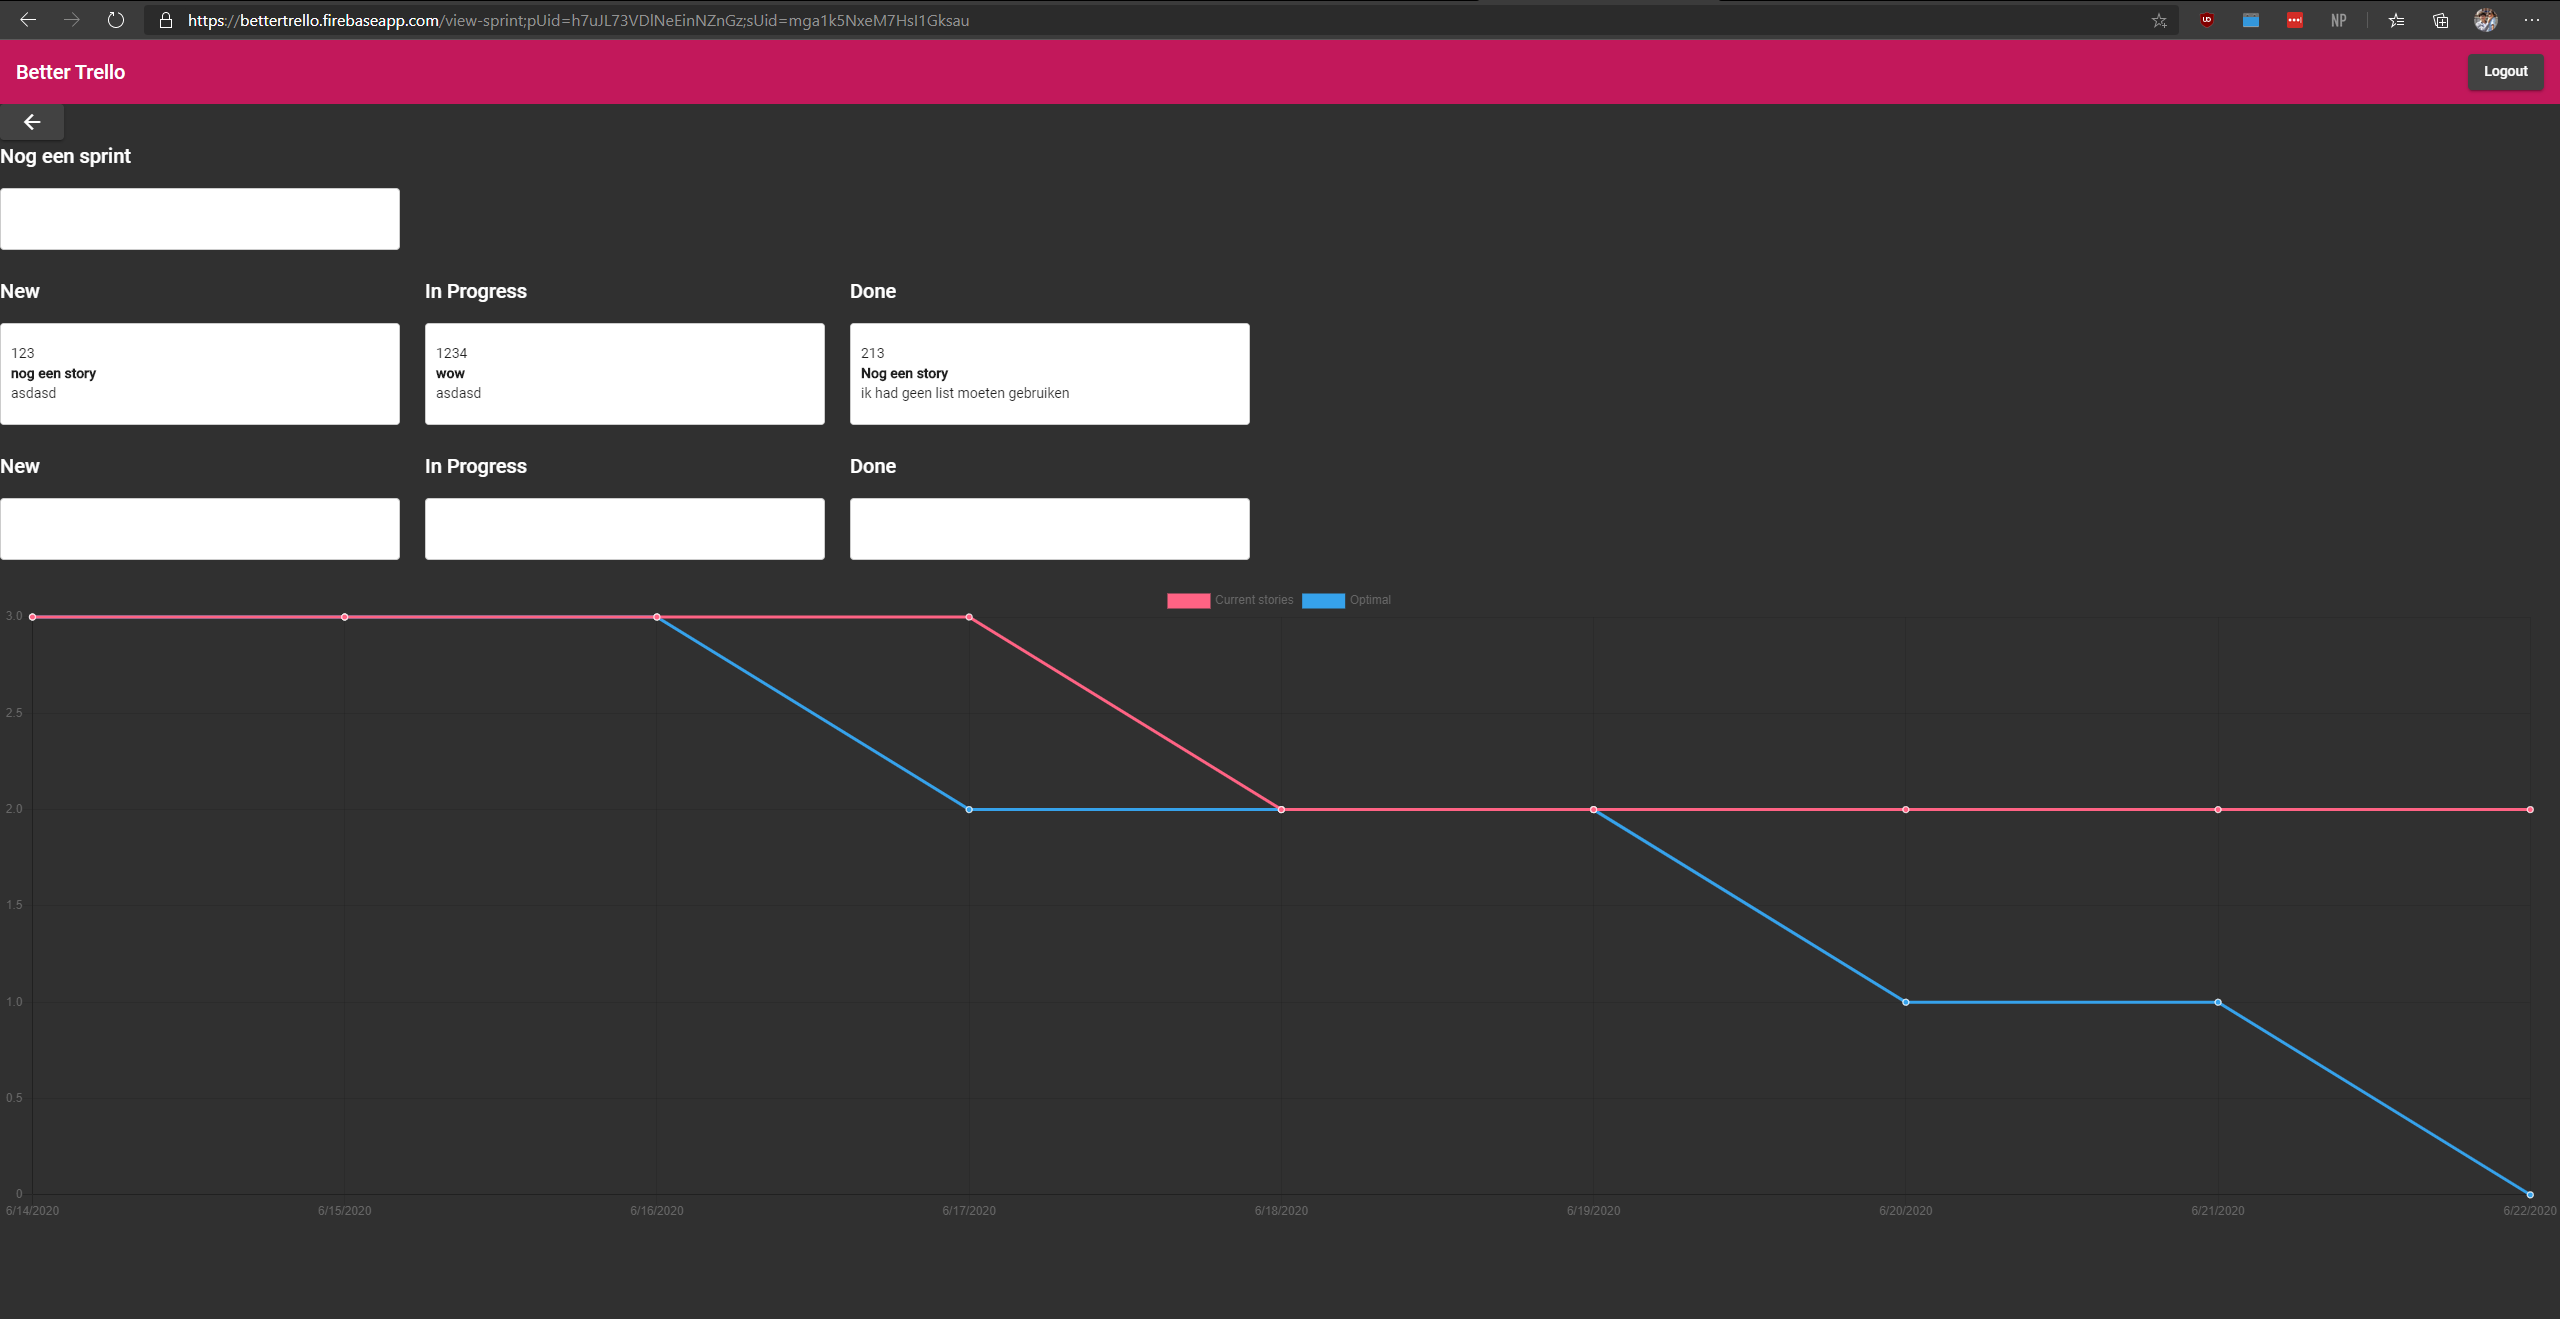 https://bettertrello.firebaseapp.com/view-sprint;pUid=h7uJL73VDlNeEinNZnGz;sUid=mga1k5NxeM7HsI1Gksau
NP
Better Trello
Logout
Nog een sprint
New
In Progress
Done
123
nog een story
asdasd
1234
wow
asdasd
213
Nog een story
ik had geen list moeten gebruiken
New
In Progress
Done
Current stories
Optimal
3.0
2.5
2.0
1.5
1.0
0.5
0
6/14/2020
6/15/2020
6/16/2020
6/17/2020
6/18/2020
6/19/2020
6/20/2020
6/21/2020
6/22/2020